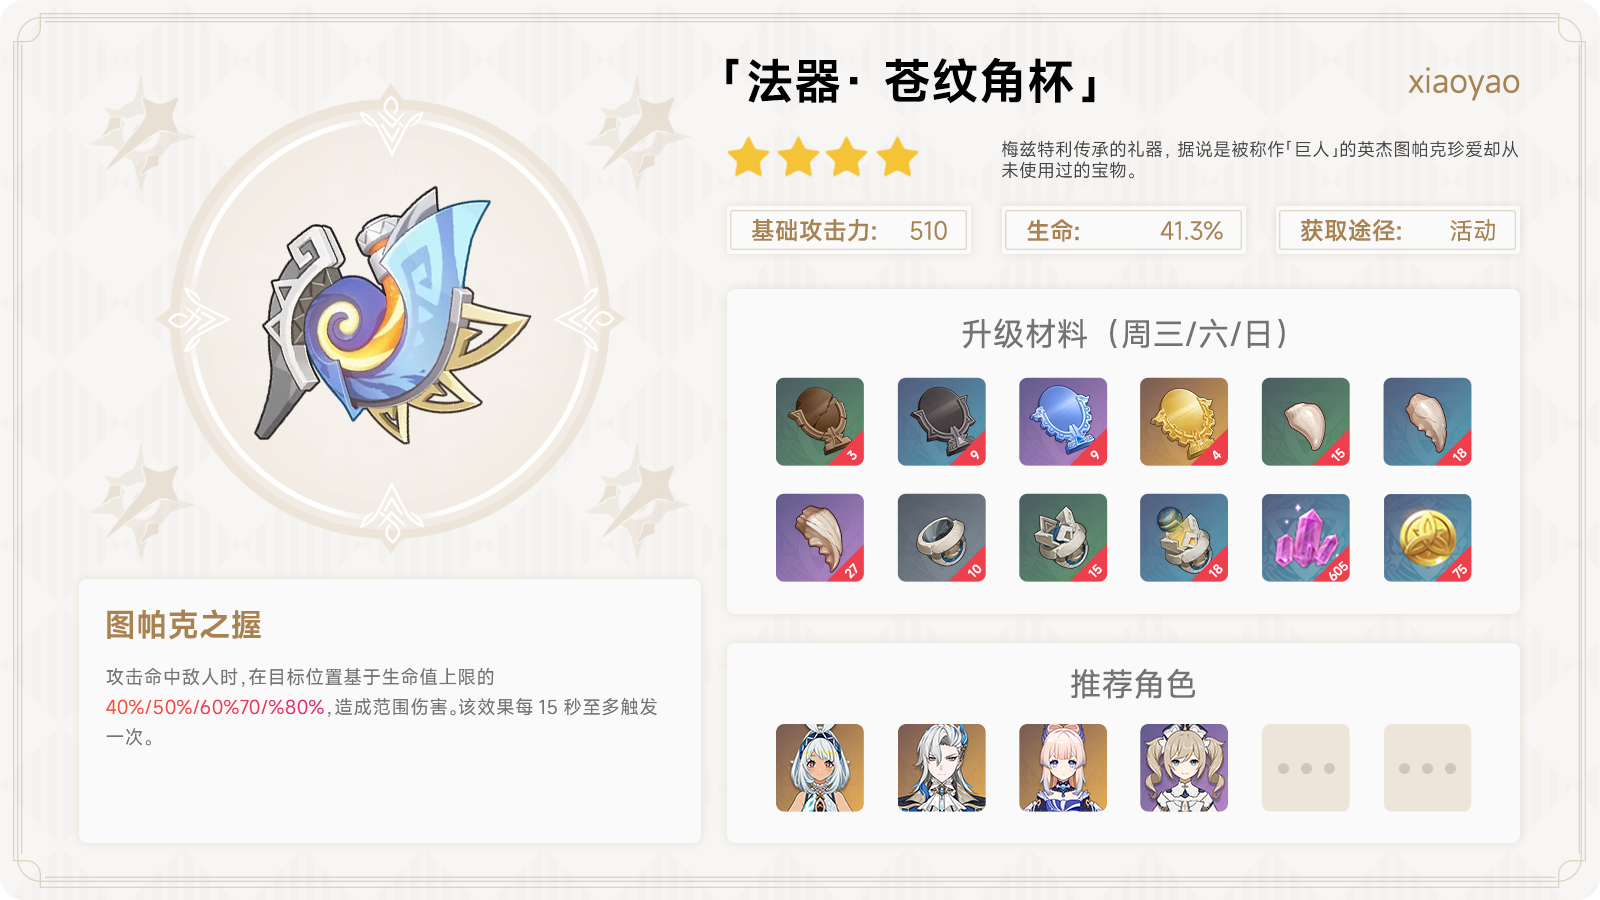 「法器· 苍纹角杯」
xiaoyao
梅兹特利传承的礼器，据说是被称作「巨人」的英杰图帕克珍爱却从
未使用过的宝物。
基础攻击力: 510
生命: 41.3%
获取途径: 活动
升级材料（周三/六/日）
3 9 9 4 15 18
27 10 15 18 605 75
图帕克之握
攻击命中敌人时,在目标位置基于生命值上限的
40%/50%/60%70/%80%,造成范围伤害。该效果每 15 秒至多触发
一次。
推荐角色